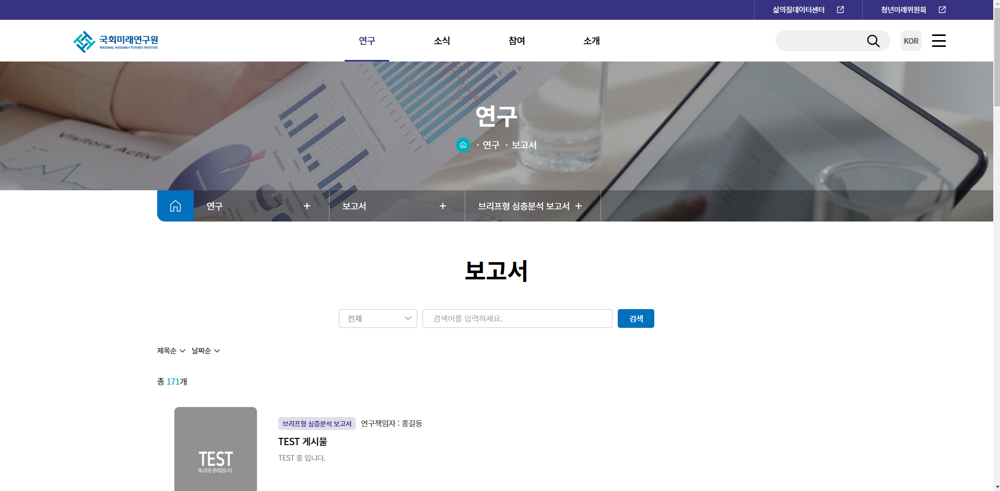 삶의질데이터센터
청년미래위원회
국회미래연구원
NATIONAL ASSEMBLY FUTURES INSTITUTE
연구
소식
참여
소개
KOR
Visitors Activi
연구
· 연구 · 보고서
연구
보고서
브리프형 심층분석 보고서
보고서
전체
검색어를 입력하세요.
검색
제목순
날짜순
총 171개
브리프형 심층분석 보고서
연구책임자 : 홍길동
TEST 게시물
TEST 중 입니다.
TEST
테스트용 썸네일입니다.